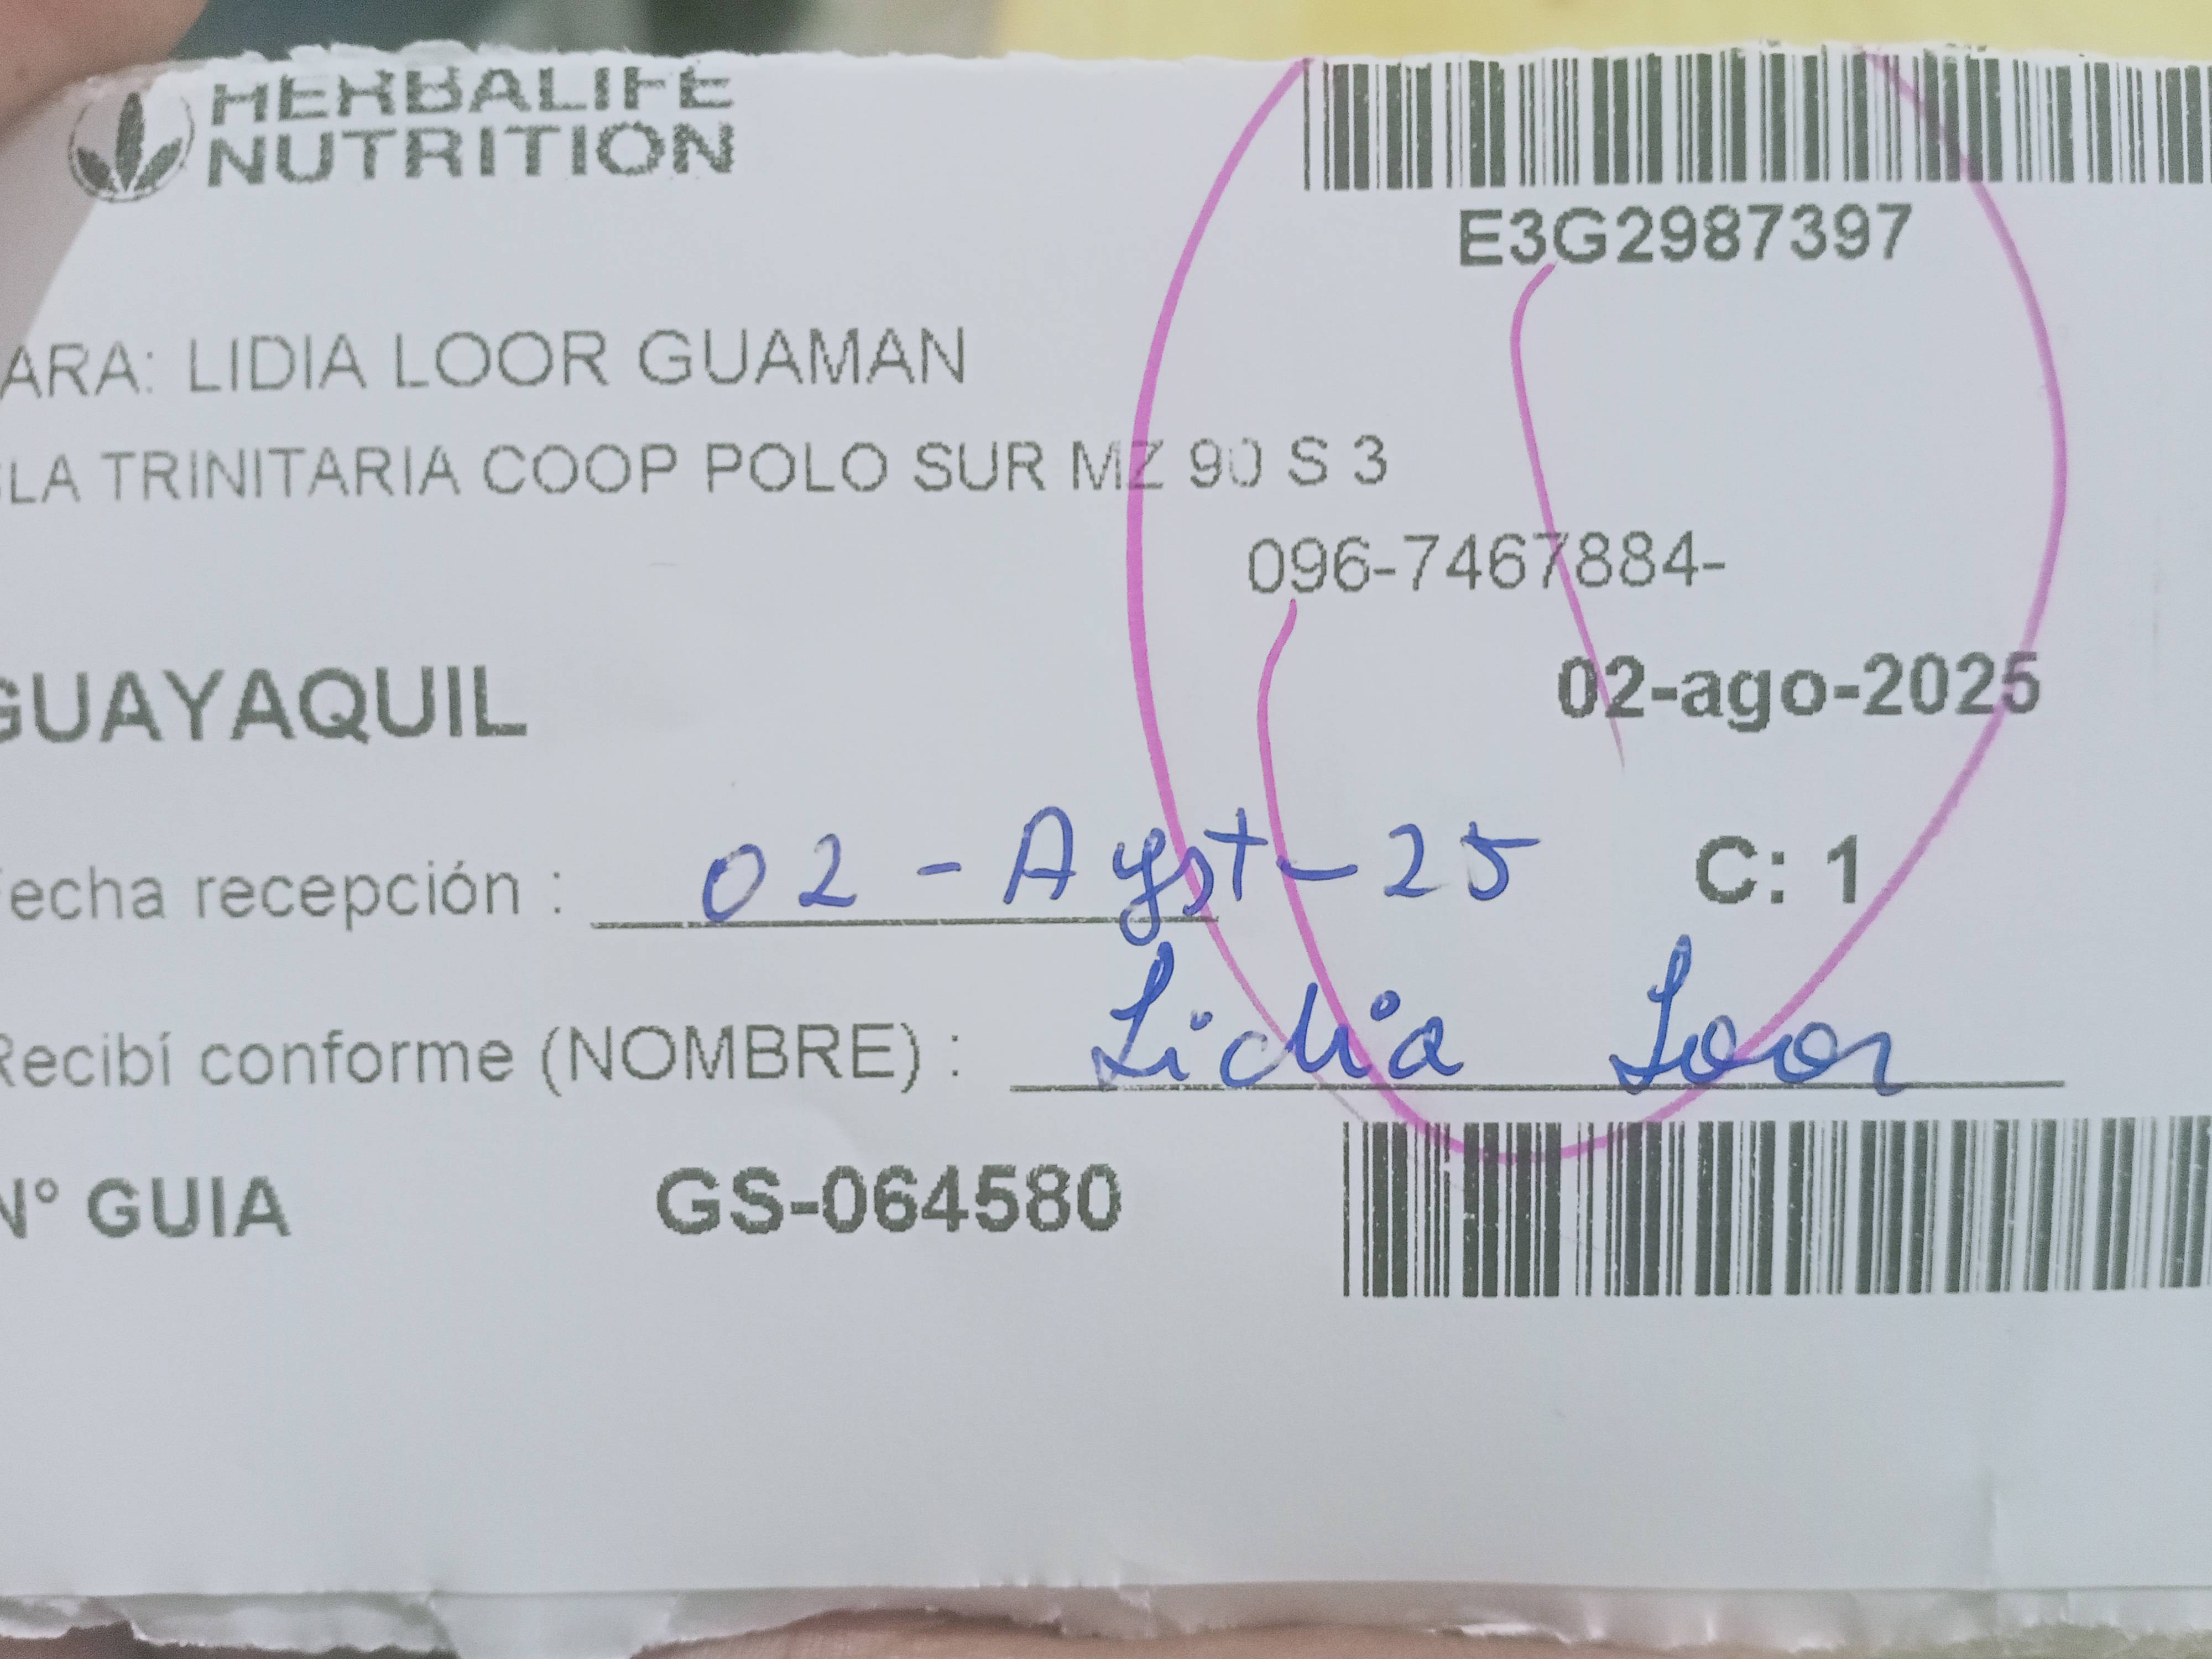 HERBALIFE
NUTRITION
E3G2987397
ARA: LIDIA LOOR GUAMAN
LA TRINITARIA COOP POLO SUR MZ 90 S 3
096-7467884-
GUAYAQUIL
02-ago-2025
Fecha recepción : 02 - Agst - 25
C: 1
Recibí conforme (NOMBRE) : Lidia Loor
N° GUIA GS-064580